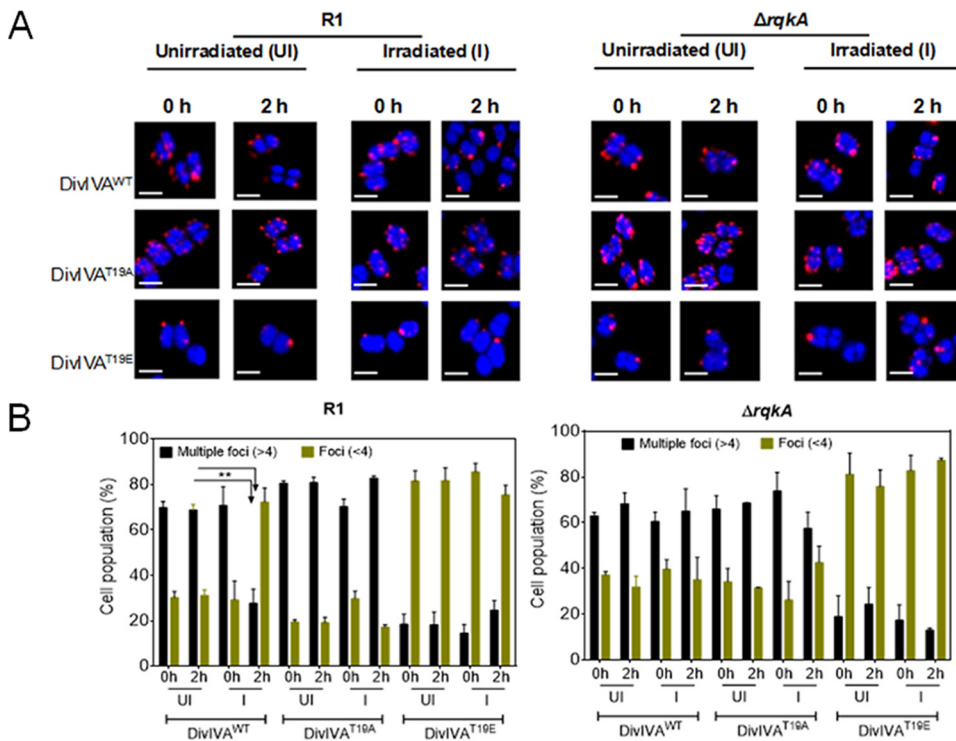 A
R1
ΔrqkA
Unirradiated (UI) Irradiated (I) Unirradiated (UI) Irradiated (I)
0 h 2 h 0 h 2 h 0 h 2 h 0 h 2 h
DivIVAWT
DivIVAT19A
DivIVAT19E
B
R1
100
80
60
40
20
0
Cell population (%)
Multiple foci (>4) Foci (<4)
**
0h 2h 0h 2h 0h 2h 0h 2h 0h 2h 0h 2h
UI I UI I UI I
DivIVAWT DivIVAT19A DivIVAT19E
ΔrqkA
100
80
60
40
20
0
Cell population (%)
Multiple foci (>4) Foci (<4)
0h 2h 0h 2h 0h 2h 0h 2h 0h 2h 0h 2h
UI I UI I UI I
DivIVAWT DivIVAT19A DivIVAT19E